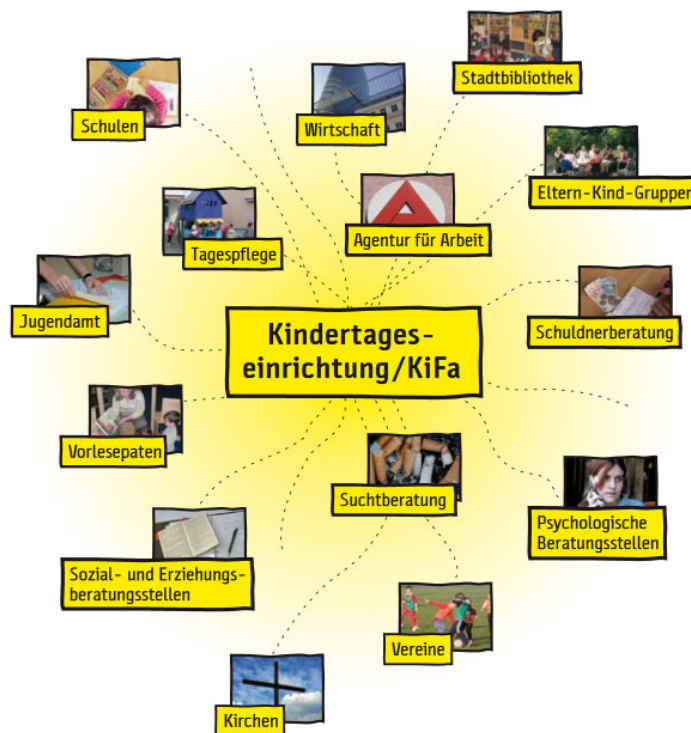 Stadtbibliothek
Schulen
Wirtschaft
Eltern-Kind-Gruppen
Tagespflege
Agentur für Arbeit
Jugendamt
Schuldnerberatung
Kindertages-
einrichtung/KiFa
Vorlesepaten
Suchtberatung
Psychologische
Beratungsstellen
Sozial- und Erziehungs-
beratungsstellen
Vereine
Kirchen